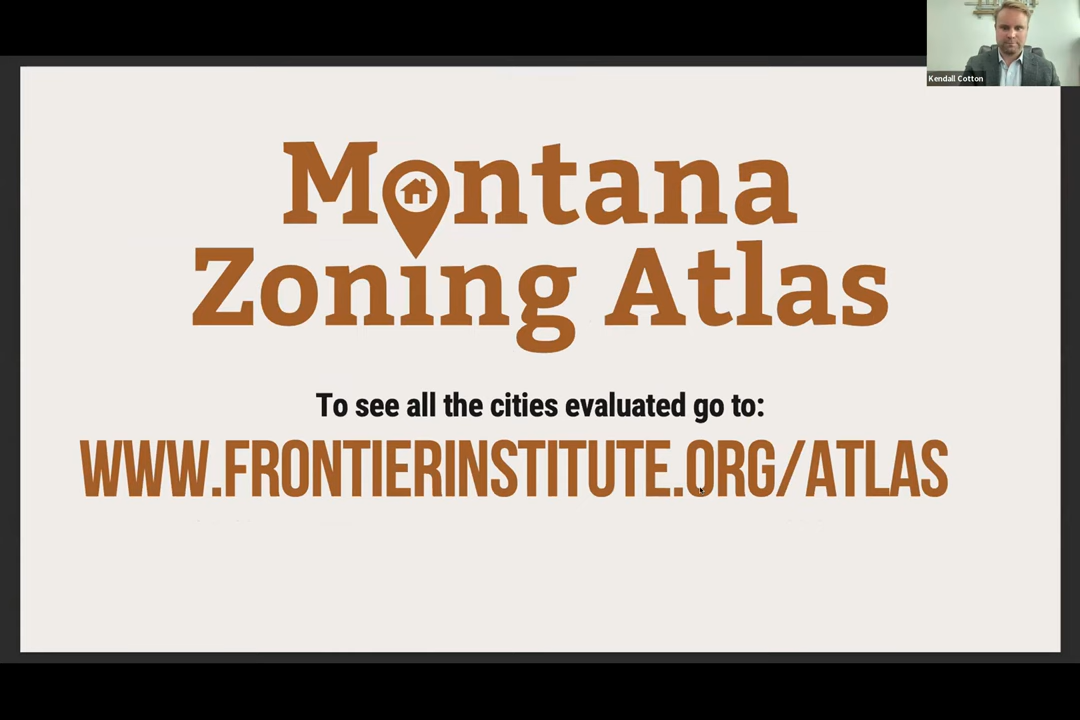 Kendall Cotton
Montana
Zoning Atlas
To see all the cities evaluated go to:
WWW.FRONTIERINSTITUTE.ORG/ATLAS